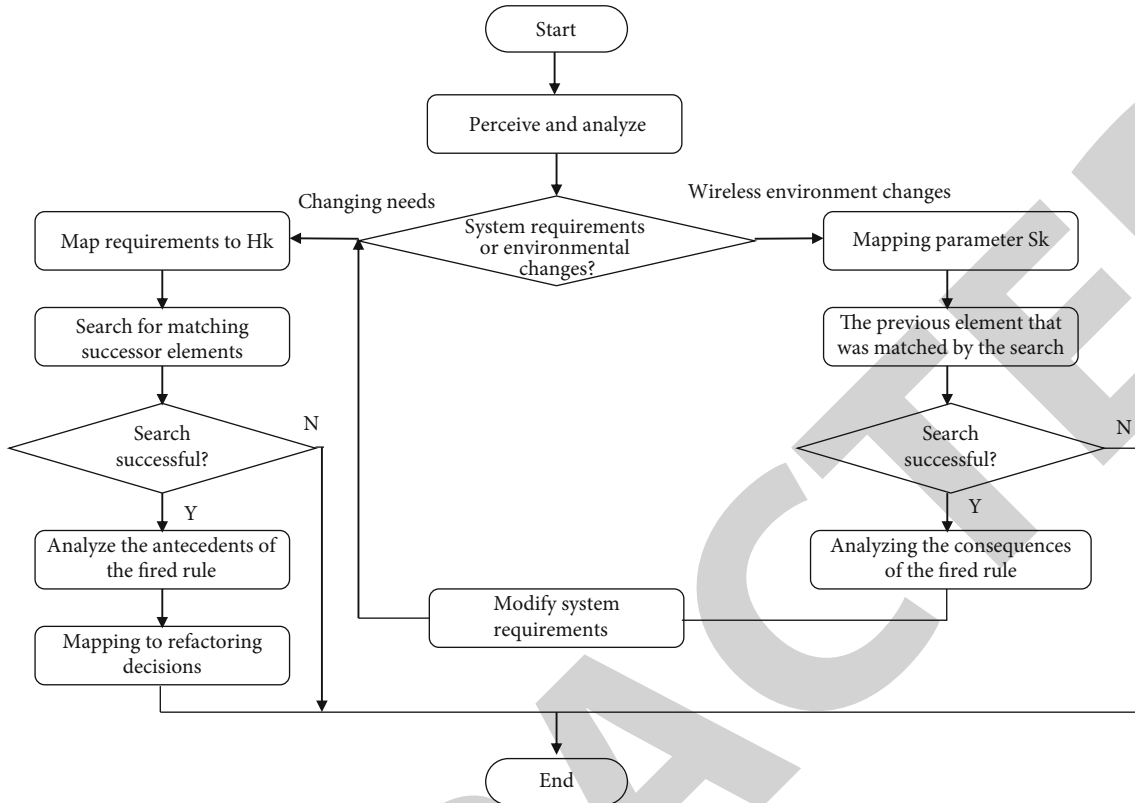 Start
Perceive and analyze
Changing needs
Wireless environment changes
System requirements
or environmental
changes?
Map requirements to Hk
Mapping parameter Sk
Search for matching
successor elements
The previous element that
was matched by the search
Search
successful?
N
Search
successful?
N
Y
Y
Analyze the antecedents of
the fired rule
Analyzing the consequences
of the fired rule
Modify system
requirements
Mapping to refactoring
decisions
End
ACTE